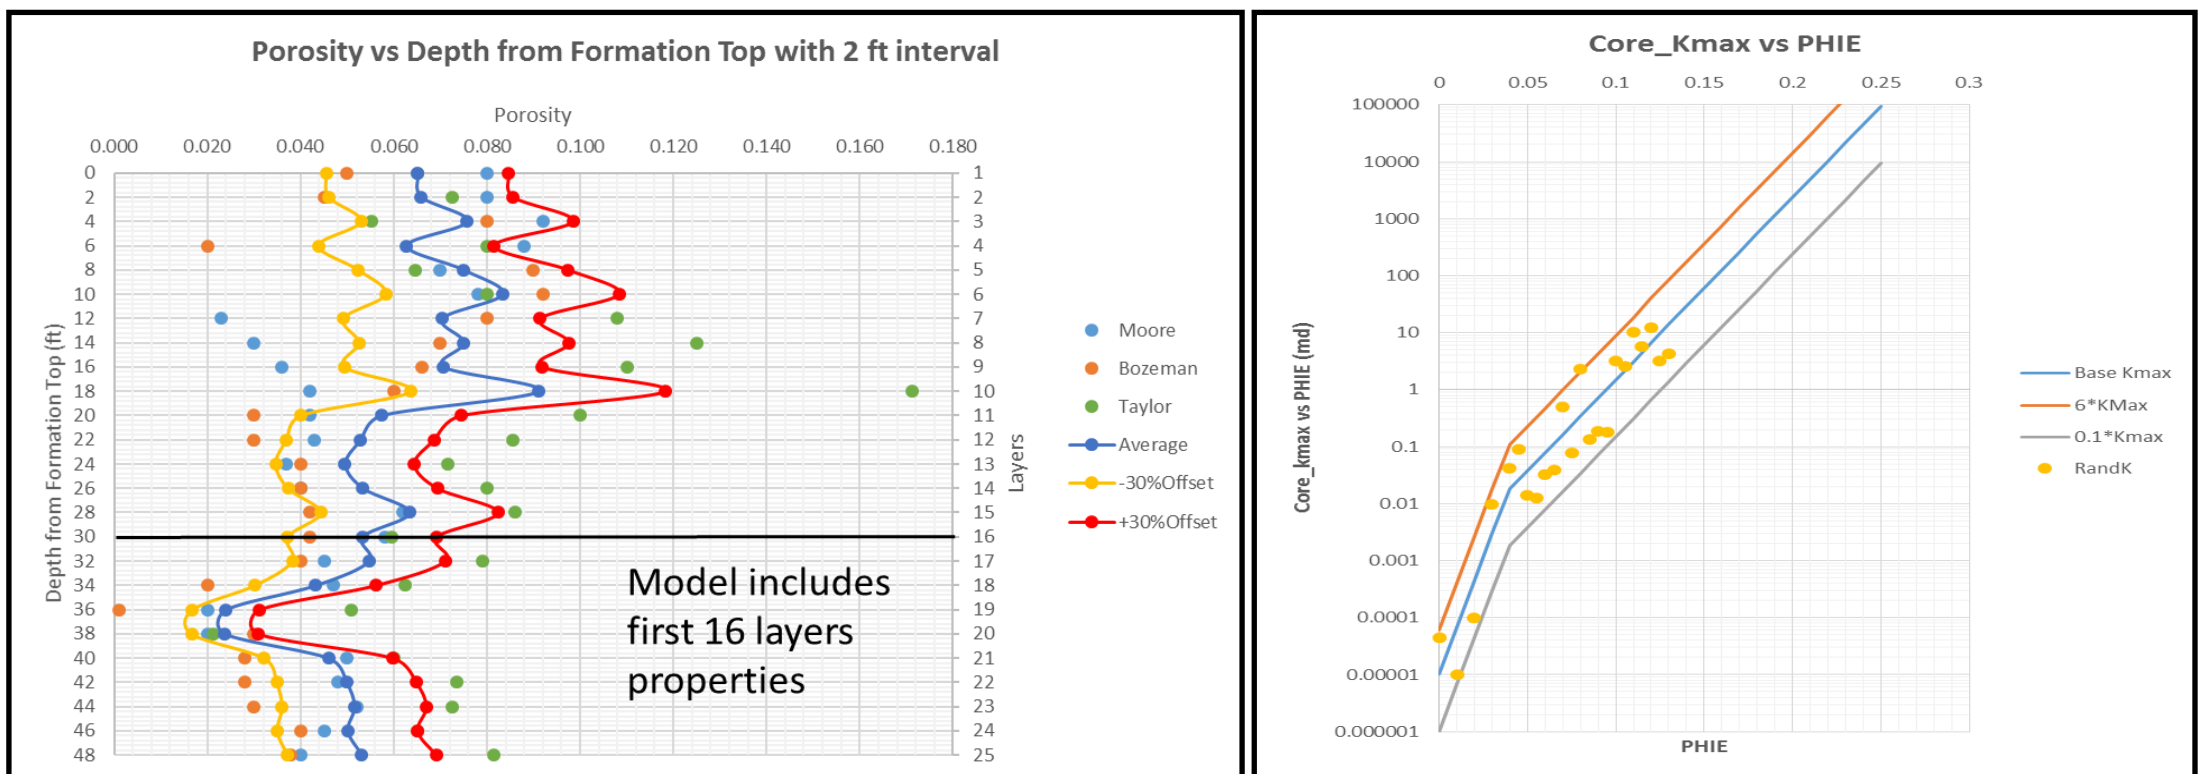 Porosity vs Depth from Formation Top with 2 ft interval
Porosity
0.000 0.020 0.040 0.060 0.080 0.100 0.120 0.140 0.160 0.180
Depth from Formation Top (ft)
0
2
4
6
8
10
12
14
16
18
20
22
24
26
28
30
32
34
36
38
40
42
44
46
48
1
2
3
4
5
6
7
8
9
10
11
12
13
14
15
16
17
18
19
20
21
22
23
24
25
Layers
Model includes
first 16 layers
properties
Moore
Bozeman
Taylor
Average
-30%Offset
+30%Offset
Core_Kmax vs PHIE
0 0.05 0.1 0.15 0.2 0.25 0.3
Core_kmax vs PHIE (md)
100000
10000
1000
100
10
1
0.1
0.01
0.001
0.0001
0.00001
0.000001
PHIE
Base Kmax
6*KMax
0.1*Kmax
RandK